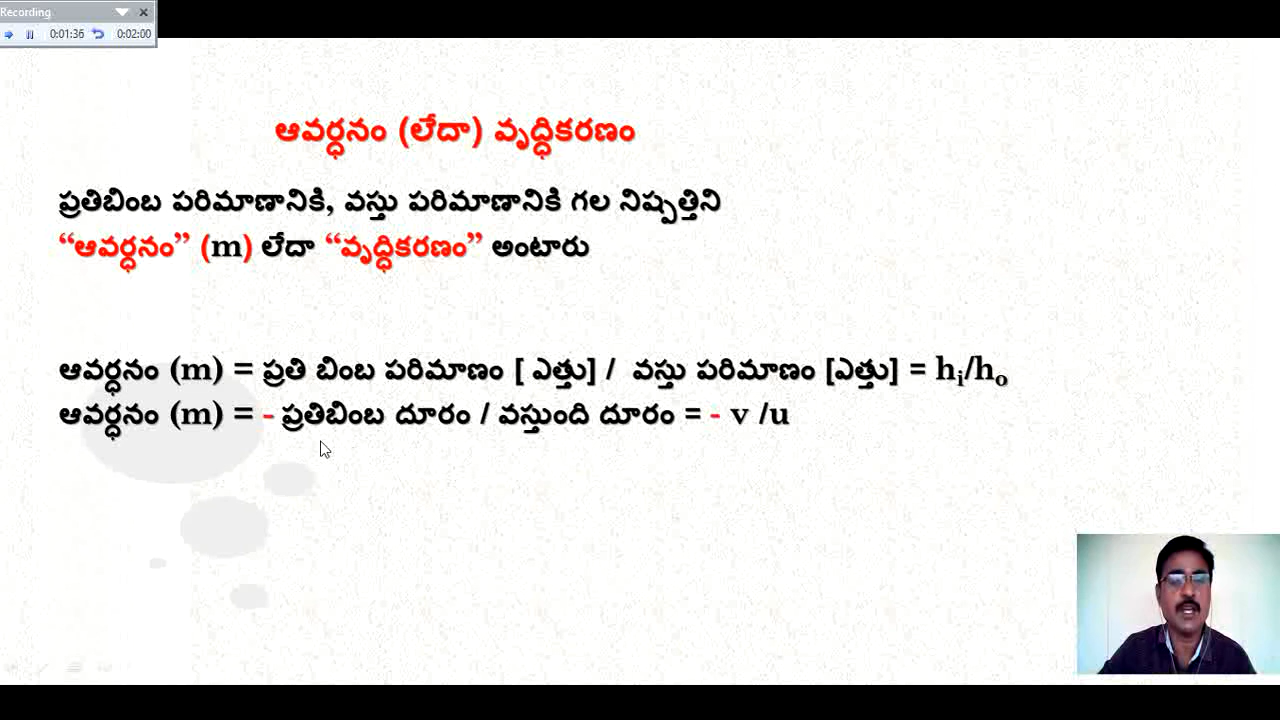 Recording
0:01:36 0:02:00
ఆవర్ధనం (లేదా) వృద్ధికరణం
ప్రతిబింబ పరిమాణానికి, వస్తు పరిమాణానికి గల నిష్పత్తిని
“ఆవర్ధనం” (m) లేదా “వృద్ధికరణం” అంటారు
ఆవర్ధనం (m) = ప్రతి బింబ పరిమాణం [ ఎత్తు] / వస్తు పరిమాణం [ఎత్తు] = hᵢ/hₒ
ఆవర్ధనం (m) = - ప్రతిబింబ దూరం / వస్తుంది దూరం = - v /u